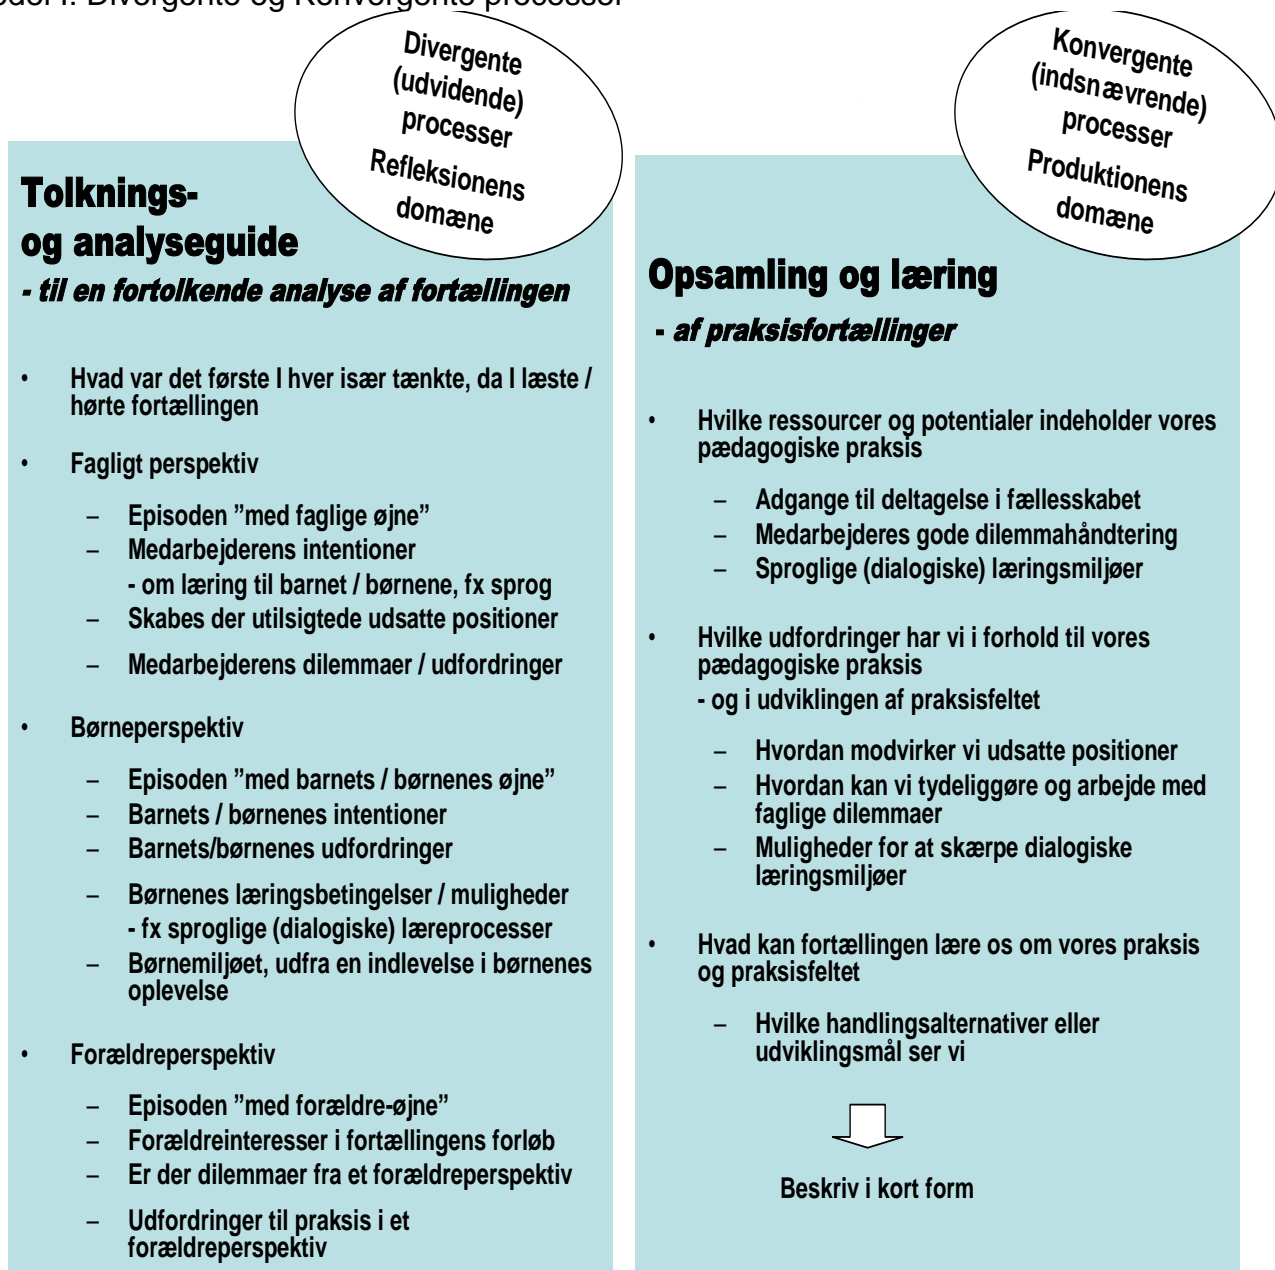 I: Divergente og Konvergente processer
Divergente
(udvidende)
processer
Refleksionens
domæne
Tolknings-
og analyseguide
- til en fortolkende analyse af fortællingen
• Hvad var det første I hver især tænkte, da I læste /
hørte fortællingen
• Fagligt perspektiv
– Episoden ”med faglige øjne”
– Medarbejderens intentioner
- om læring til barnet / børnene, fx sprog
– Skabes der utilsigtede udsatte positioner
– Medarbejderens dilemmaer / udfordringer
• Børneperspektiv
– Episoden ”med barnets / børnenes øjne”
– Barnets / børnenes intentioner
– Barnets/børnenes udfordringer
– Børnenes læringsbetingelser / muligheder
- fx sproglige (dialogiske) læreprocesser
– Børnemiljøet, udfra en indlevelse i børnenes
oplevelse
• Forældreperspektiv
– Episoden ”med forældre-øjne”
– Forældreinteresser i fortællingens forløb
– Er der dilemmaer fra et forældreperspektiv
– Udfordringer til praksis i et
forældreperspektiv
Konvergente
(indsnævrende)
processer
Produktionens
domæne
Opsamling og læring
- af praksisfortællinger
• Hvilke ressourcer og potentialer indeholder vores
pædagogiske praksis
– Adgange til deltagelse i fællesskabet
– Medarbejderes gode dilemmahåndtering
– Sproglige (dialogiske) læringsmiljøer
• Hvilke udfordringer har vi i forhold til vores
pædagogiske praksis
- og i udviklingen af praksisfeltet
– Hvordan modvirker vi udsatte positioner
– Hvordan kan vi tydeliggøre og arbejde med
faglige dilemmaer
– Muligheder for at skærpe dialogiske
læringsmiljøer
• Hvad kan fortællingen lære os om vores praksis
og praksisfeltet
– Hvilke handlingsalternativer eller
udviklingsmål ser vi
Beskriv i kort form